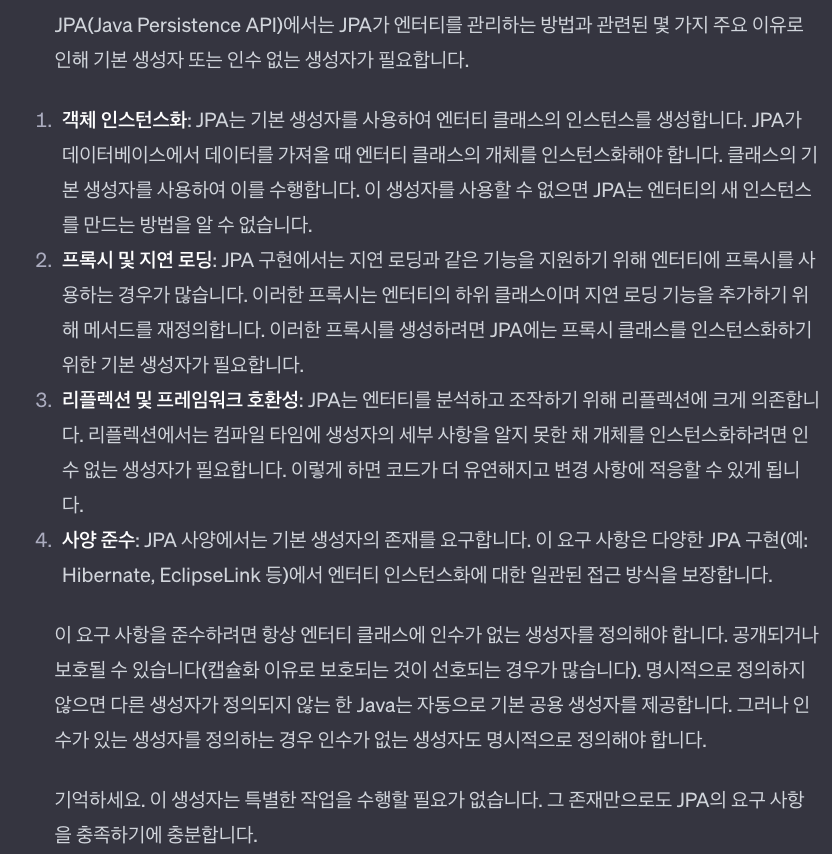 JPA(Java Persistence API)에서는 JPA가 엔터티를 관리하는 방법과 관련된 몇 가지 주요 이유로
인해 기본 생성자 또는 인수 없는 생성자가 필요합니다.
1. 객체 인스턴스화: JPA는 기본 생성자를 사용하여 엔터티 클래스의 인스턴스를 생성합니다. JPA가
데이터베이스에서 데이터를 가져올 때 엔터티 클래스의 개체를 인스턴스화해야 합니다. 클래스의 기
본 생성자를 사용하여 이를 수행합니다. 이 생성자를 사용할 수 없으면 JPA는 엔터티의 새 인스턴스
를 만드는 방법을 알 수 없습니다.
2. 프록시 및 지연 로딩: JPA 구현에서는 지연 로딩과 같은 기능을 지원하기 위해 엔터티에 프록시를 사
용하는 경우가 많습니다. 이러한 프록시는 엔터티의 하위 클래스이며 지연 로딩 기능을 추가하기 위
해 메서드를 재정의합니다. 이러한 프록시를 생성하려면 JPA에는 프록시 클래스를 인스턴스화하기
위한 기본 생성자가 필요합니다.
3. 리플렉션 및 프레임워크 호환성: JPA는 엔터티를 분석하고 조작하기 위해 리플렉션에 크게 의존합니
다. 리플렉션에서는 컴파일 타임에 생성자의 세부 사항을 알지 못한 채 개체를 인스턴스화하려면 인
수 없는 생성자가 필요합니다. 이렇게 하면 코드가 더 유연해지고 변경 사항에 적응할 수 있게 됩니
다.
4. 사양 준수: JPA 사양에서는 기본 생성자의 존재를 요구합니다. 이 요구 사항은 다양한 JPA 구현(예:
Hibernate, EclipseLink 등)에서 엔터티 인스턴스화에 대한 일관된 접근 방식을 보장합니다.
이 요구 사항을 준수하려면 항상 엔터티 클래스에 인수가 없는 생성자를 정의해야 합니다. 공개되거나
보호될 수 있습니다(캡슐화 이유로 보호되는 것이 선호되는 경우가 많습니다). 명시적으로 정의하지
않으면 다른 생성자가 정의되지 않는 한 Java는 자동으로 기본 공용 생성자를 제공합니다. 그러나 인
수가 있는 생성자를 정의하는 경우 인수가 없는 생성자도 명시적으로 정의해야 합니다.
기억하세요. 이 생성자는 특별한 작업을 수행할 필요가 없습니다. 그 존재만으로도 JPA의 요구 사항
을 충족하기에 충분합니다.